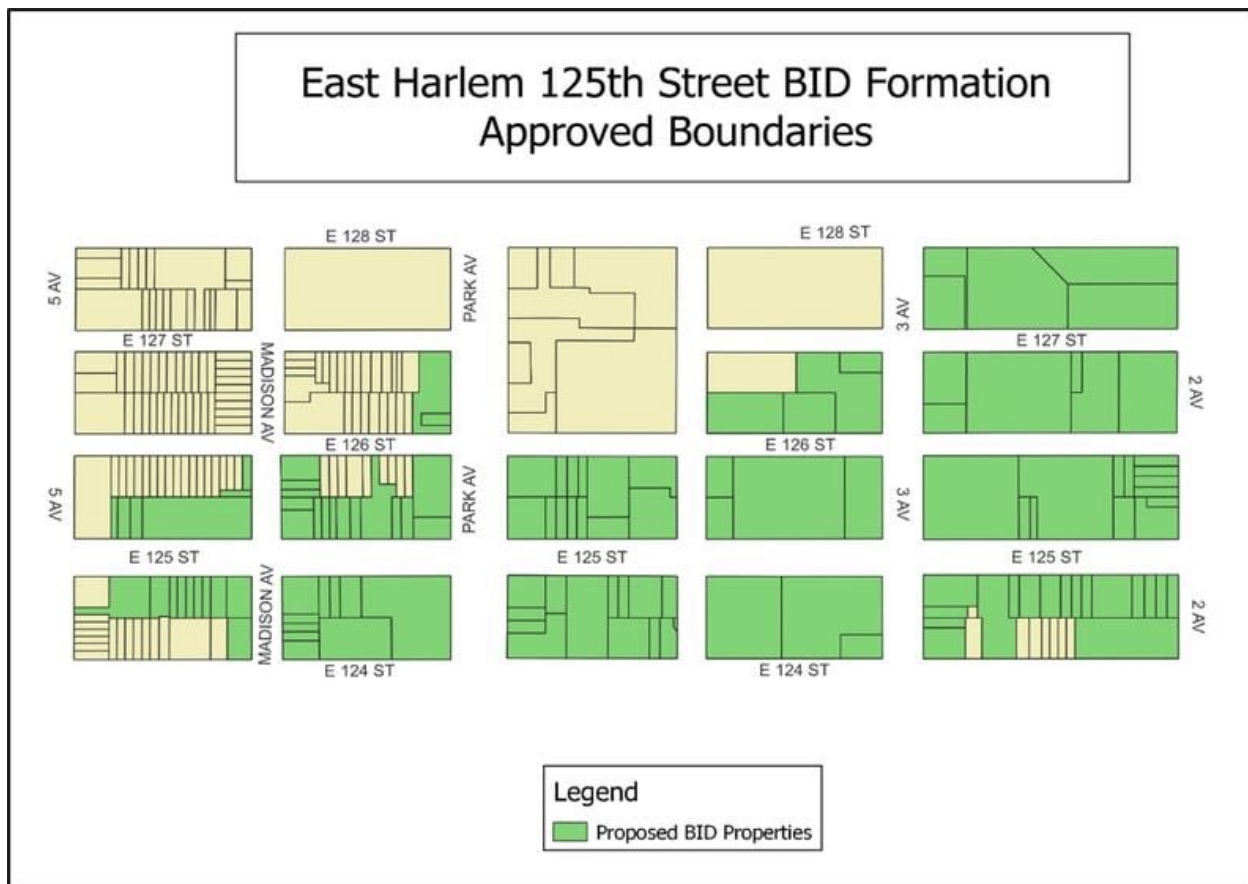 East Harlem 125th Street BID Formation
Approved Boundaries
E 128 ST
E 128 ST
5 AV
PARK AV
3 AV
E 127 ST
E 127 ST
MADISON AV
2 AV
E 126 ST
E 126 ST
5 AV
PARK AV
3 AV
E 125 ST
E 125 ST
E 125 ST
MADISON AV
2 AV
E 124 ST
E 124 ST
Legend
Proposed BID Properties